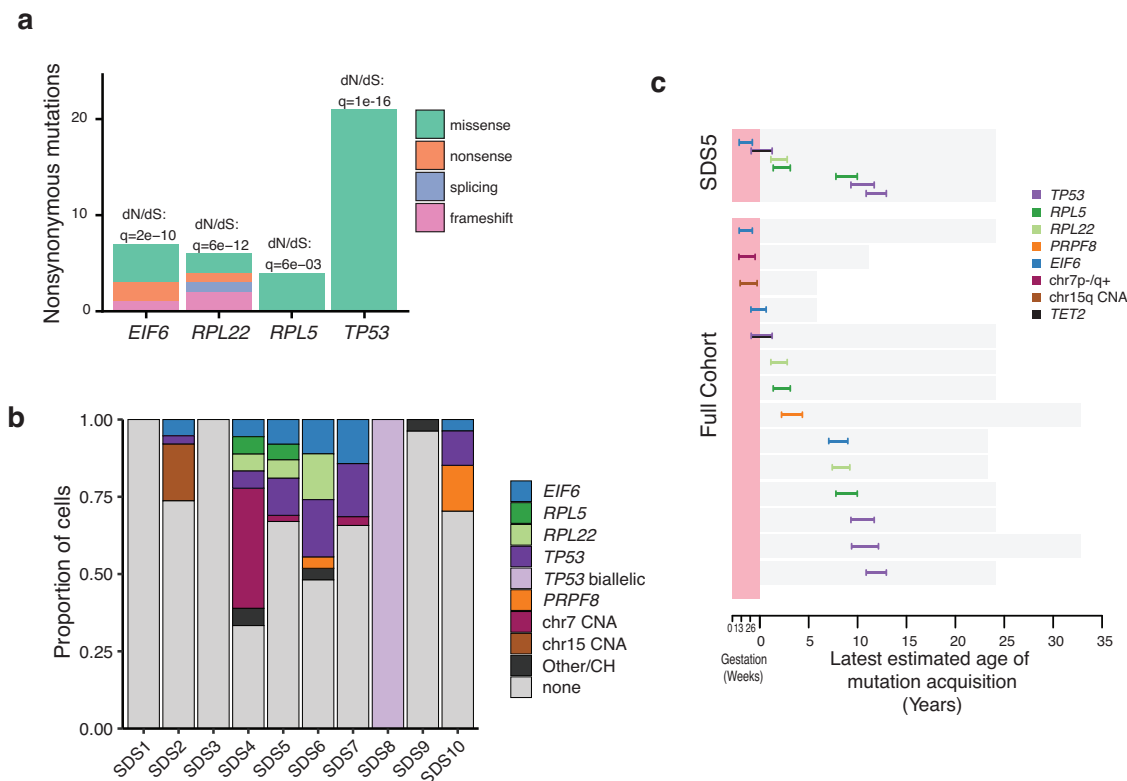 a
Nonsynonymous mutations
20
10
0
dN/dS:
q=2e-10
dN/dS:
q=6e-12
dN/dS:
q=6e-03
dN/dS:
q=1e-16
EIF6
RPL22
RPL5
TP53
missense
nonsense
splicing
frameshift
b
Proportion of cells
1.00
0.75
0.50
0.25
0.00
SDS1
SDS2
SDS3
SDS4
SDS5
SDS6
SDS7
SDS8
SDS9
SDS10
EIF6
RPL5
RPL22
TP53
TP53 biallelic
PRPF8
chr7 CNA
chr15 CNA
Other/CH
none
c
SDS5
Full Cohort
TP53
RPL5
RPL22
PRPF8
EIF6
chr7p-/q+
chr15q CNA
TET2
0 13 26
0
5
10
15
20
25
30
35
Gestation
(Weeks)
Latest estimated age of
mutation acquisition
(Years)